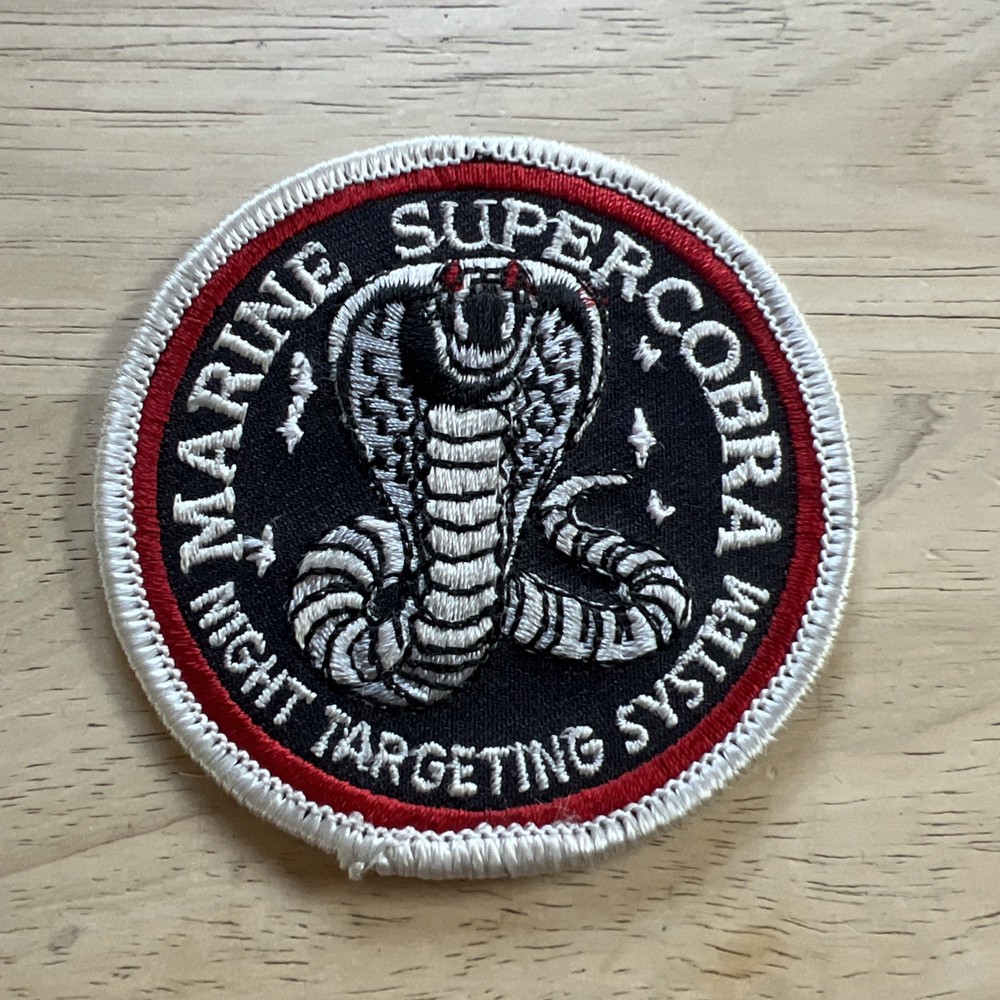 MARINE SUPERCOBRA
NIGHT TARGETING SYSTEM